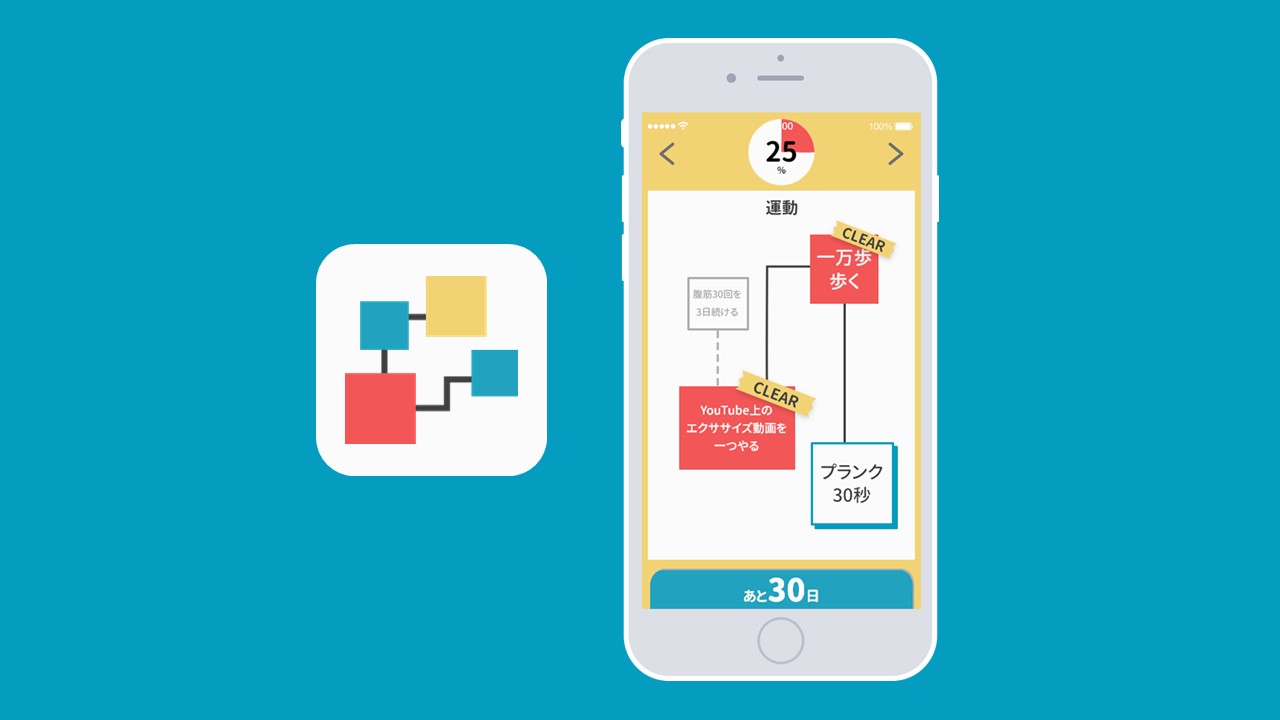 00
100%
25
%
運動
CLEAR
一万歩
歩く
腹筋30回を
3日続ける
CLEAR
YouTube上の
エクササイズ動画を
一つやる
プランク
30秒
あと30日